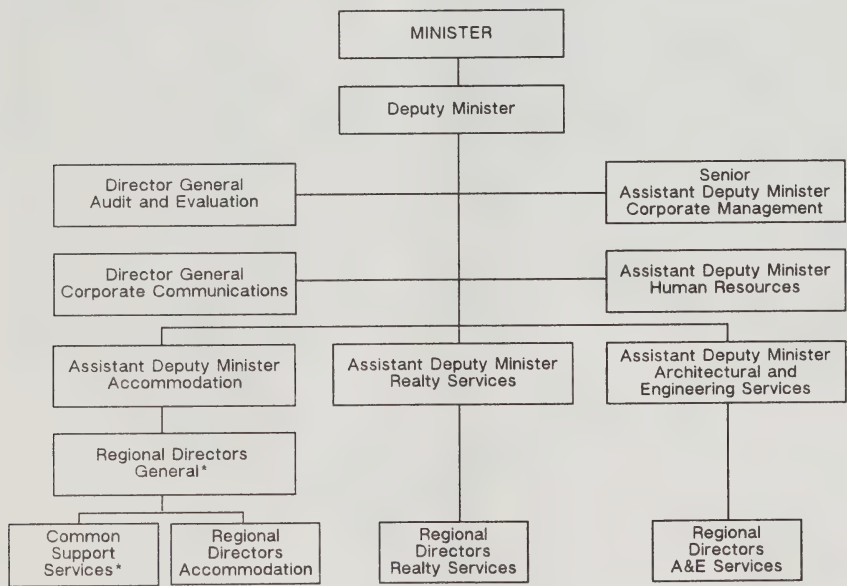 MINISTER
Deputy Minister
Director General
Audit and Evaluation
Senior
Assistant Deputy Minister
Corporate Management
Director General
Corporate Communications
Assistant Deputy Minister
Human Resources
Assistant Deputy Minister
Accommodation
Assistant Deputy Minister
Realty Services
Assistant Deputy Minister
Architectural and
Engineering Services
Regional Directors
General*
Common
Support
Services*
Regional
Directors
Accommodation
Regional
Directors
Realty Services
Regional
Directors
A&E Services